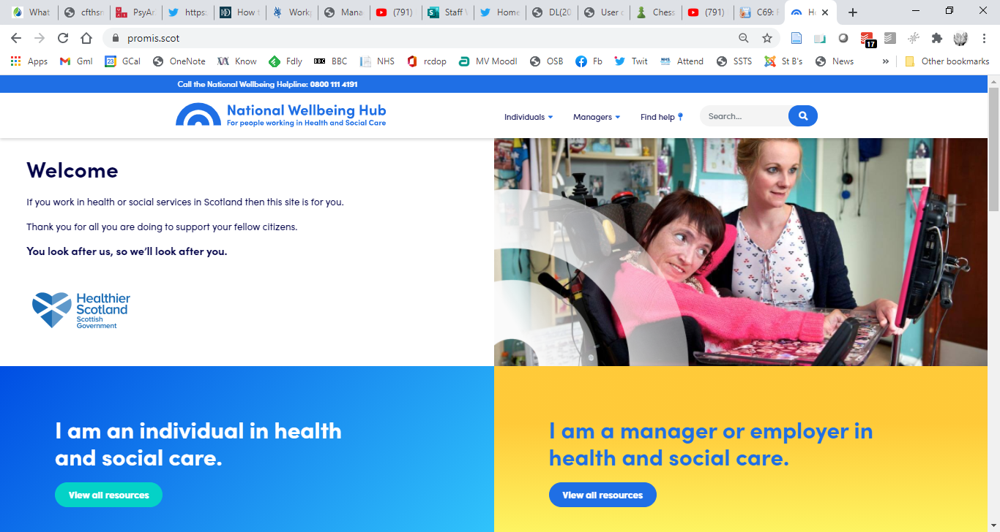 What
cfthsn
PsyAr
https:
How t
Workp
Mana
(791)
Staff
Home
DL(20
User
Chess
(791)
C69:
promis.scot
17
Apps
Gml
GCal
OneNote
Know
Fdly
BBC
NHS
rcdop
MV Moodl
OSB
Fb
Twit
Attend
SSTS
St B's
News
»
Other bookmarks
Call the National Wellbeing Helpline: 0800 111 4191
National Wellbeing Hub
For people working in Health and Social Care
Individuals
Managers
Find help
Search...
Welcome
If you work in health or social services in Scotland then this site is for you.
Thank you for all you are doing to support your fellow citizens.
You look after us, so we'll look after you.
Healthier
Scotland
Scottish
Government
I am an individual in health
and social care.
View all resources
I am a manager or employer in
health and social care.
View all resources